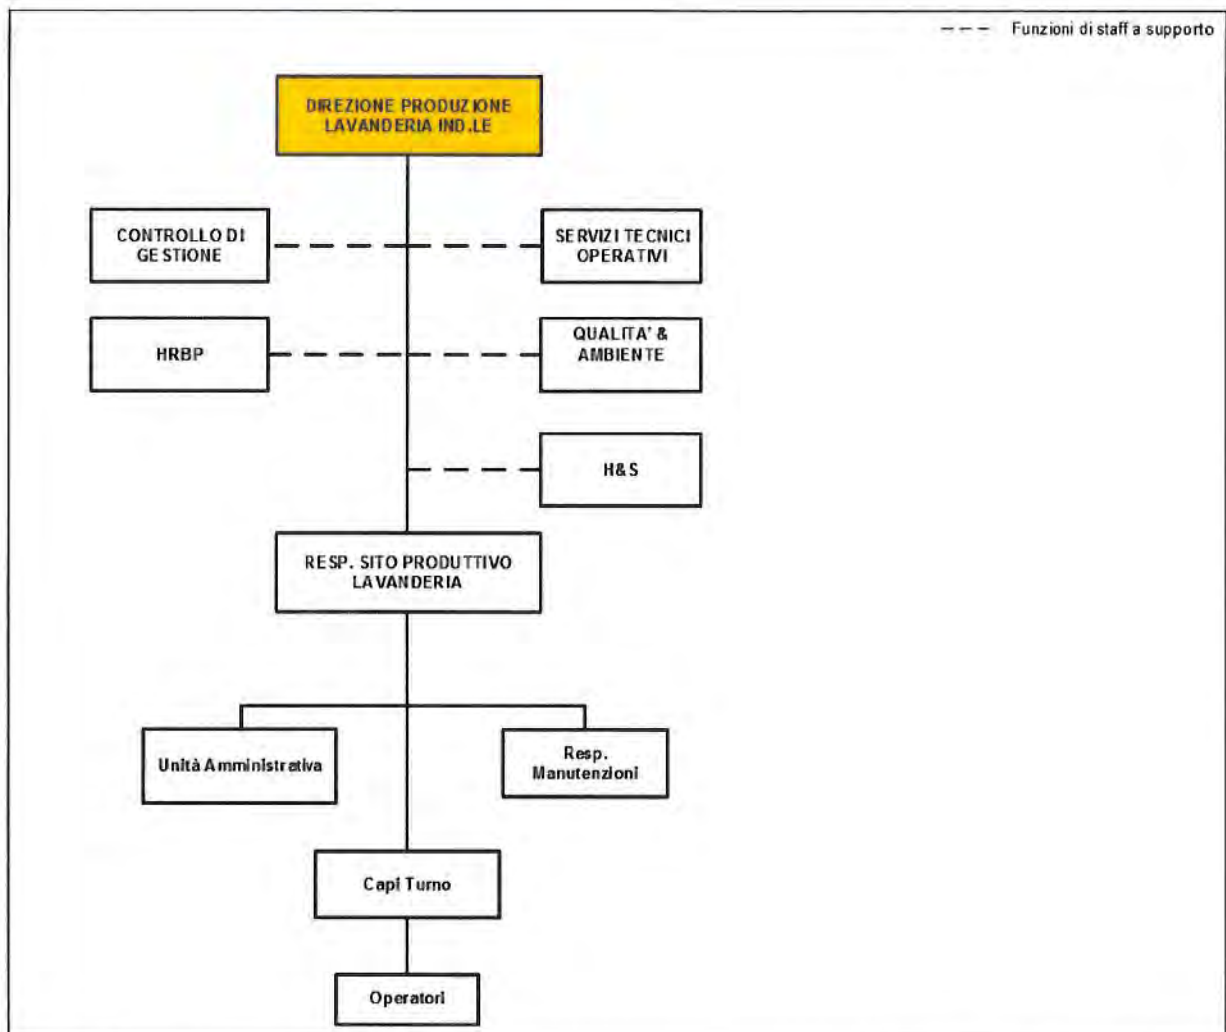 Funzioni di staff a supporto
DIREZIONE PRODUZIONE
LAVANDERIA IND.LE
CONTROLLO DI
GESTIONE
SERVIZI TECNICI
OPERATIVI
HRBP
QUALITA' &
AMBIENTE
H&S
RESP. SITO PRODUTTIVO
LAVANDERIA
Unità Amministrativa
Resp.
Manutenzioni
Capi Turno
Operatori